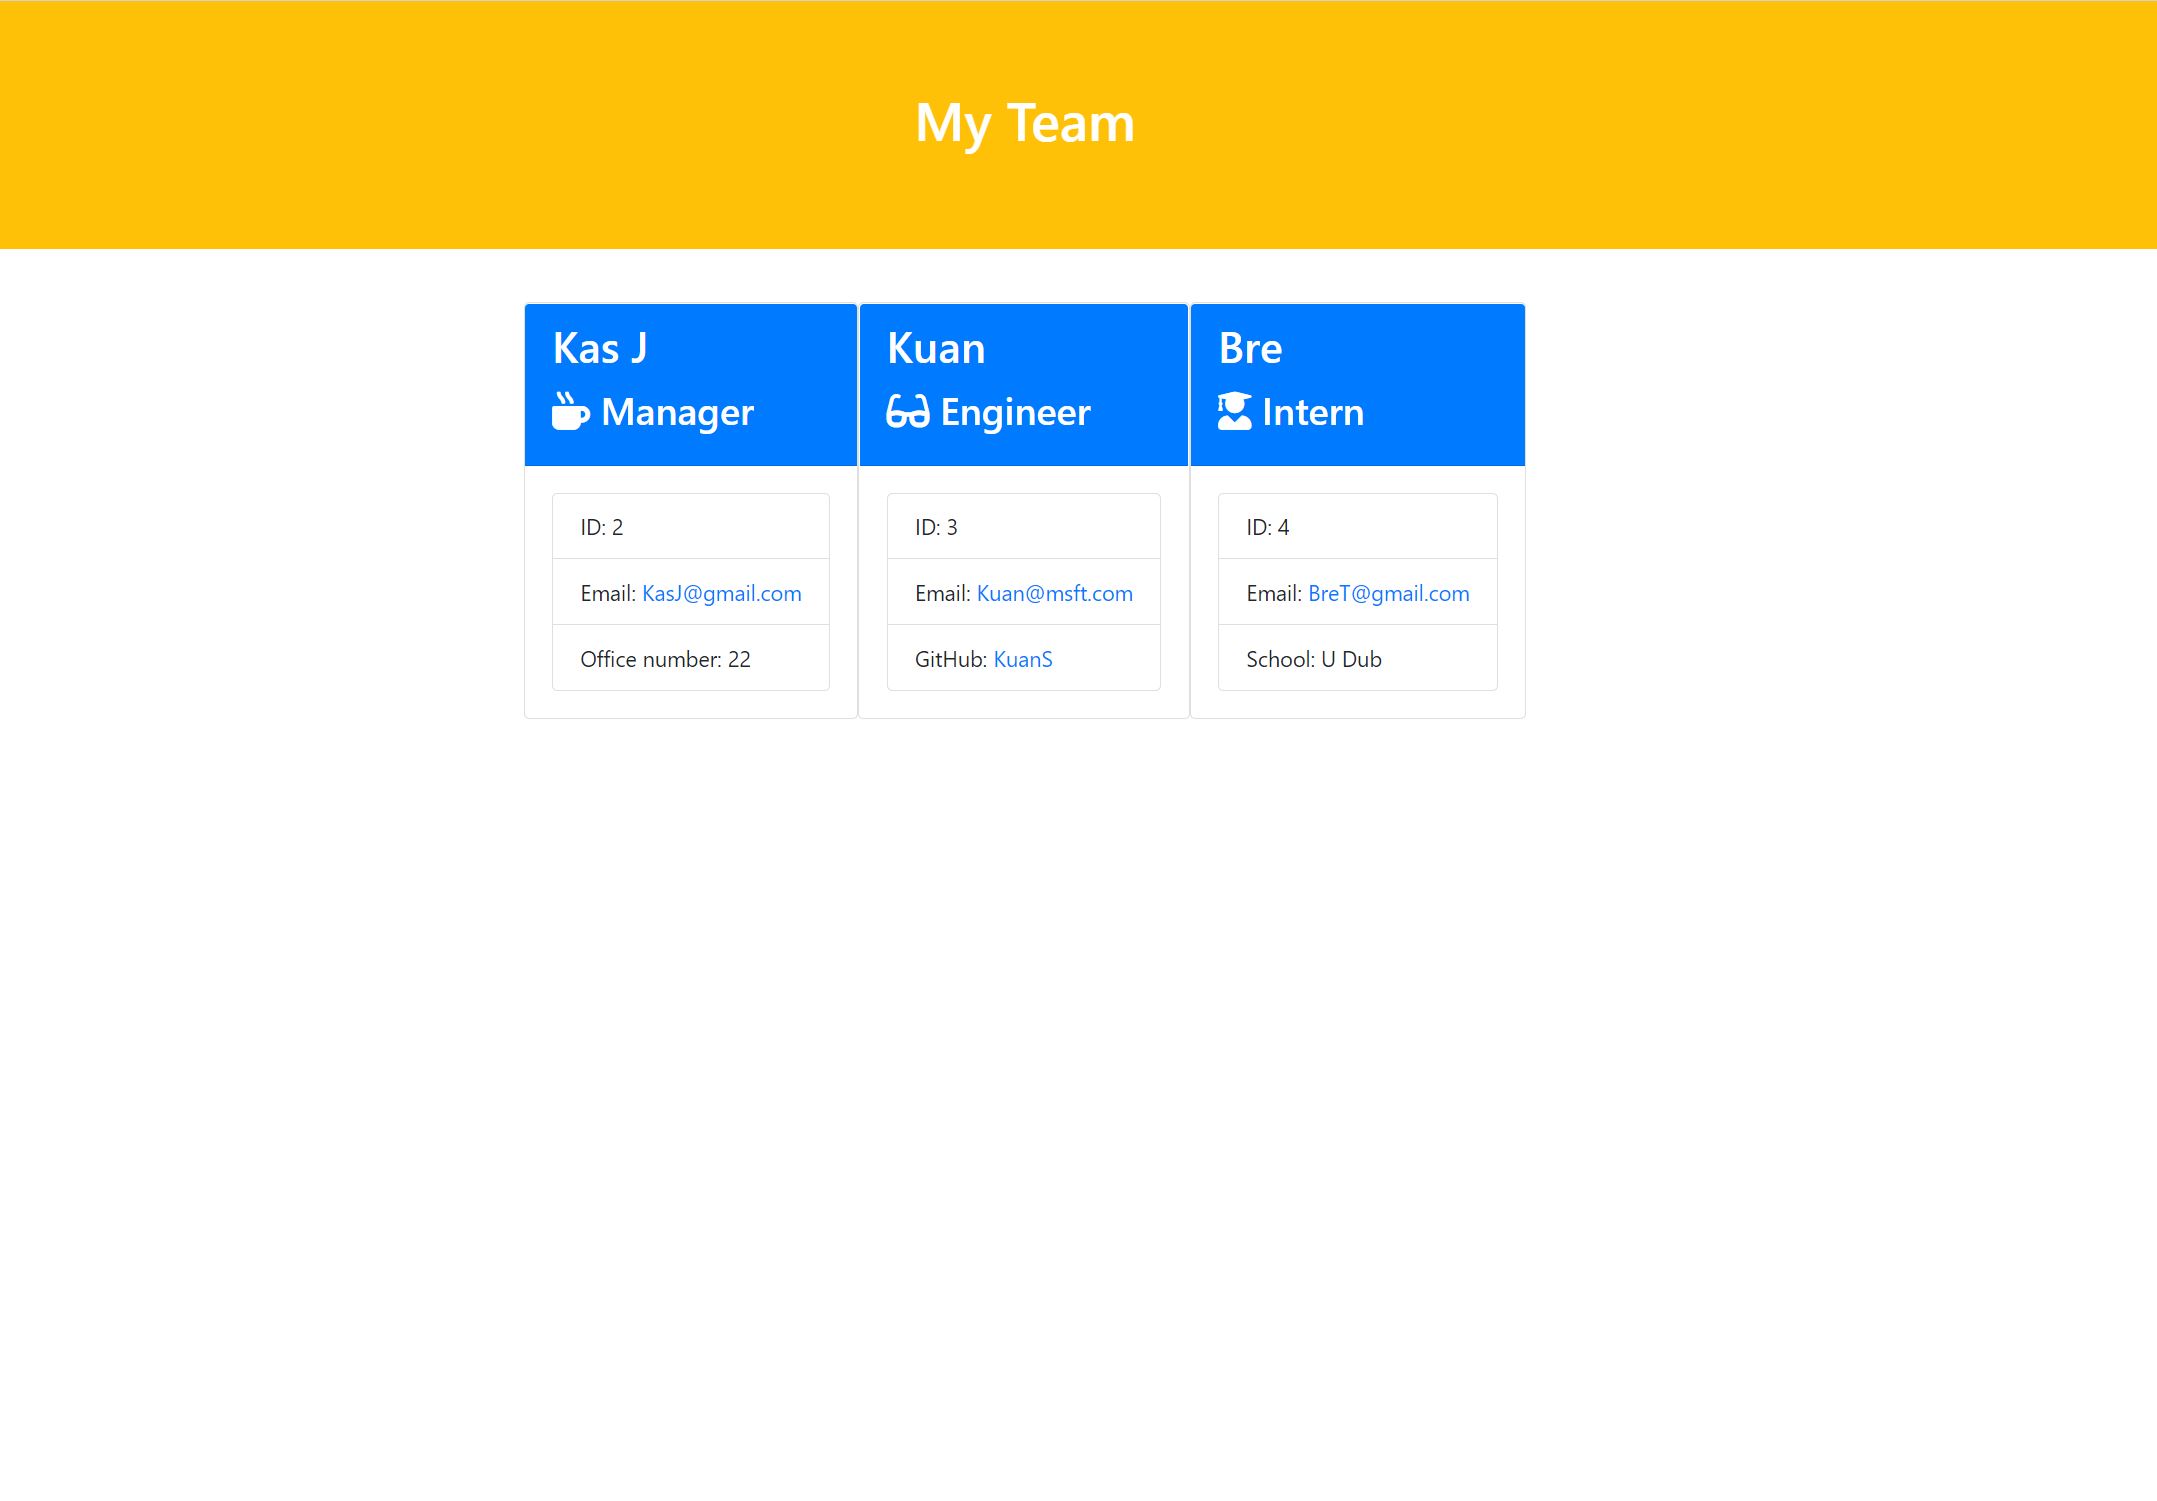 My Team
Kas J
Manager
ID: 2
Email: KasJ@gmail.com
Office number: 22
Kuan
Engineer
ID: 3
Email: Kuan@msft.com
GitHub: KuanS
Bre
Intern
ID: 4
Email: BreT@gmail.com
School: U Dub